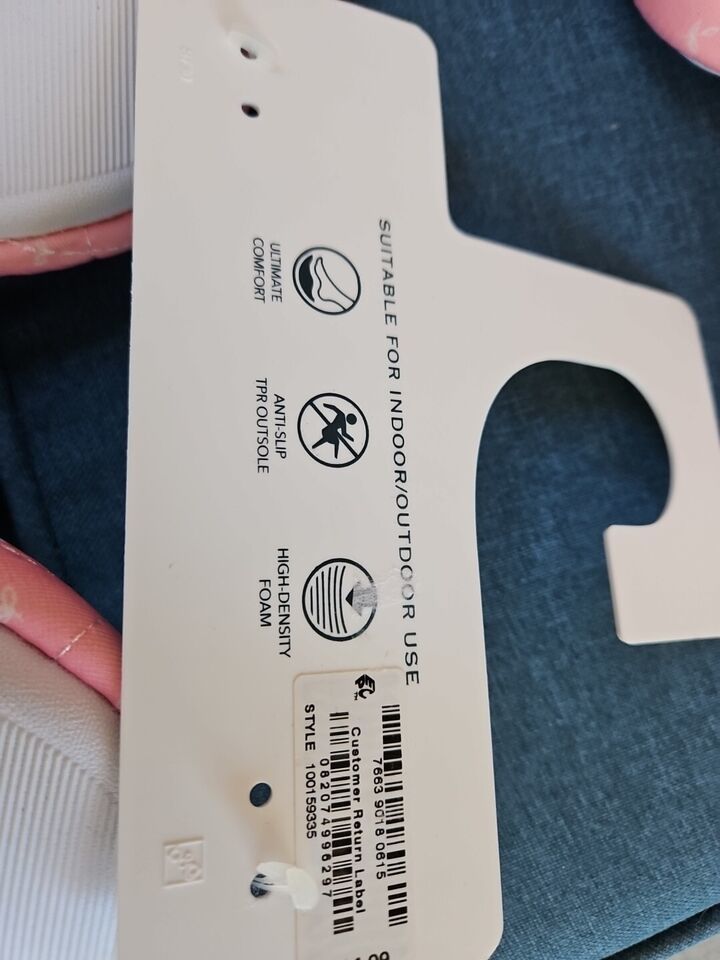 SUITABLE FOR INDOOR/OUTDOOR USE
ULTIMATE
COMFORT
ANTI-SLIP
TPR OUTSOLE
HIGH-DENSITY
FOAM
7663 9018 0615
Customer Return Label
082074996297
STYLE 100159335